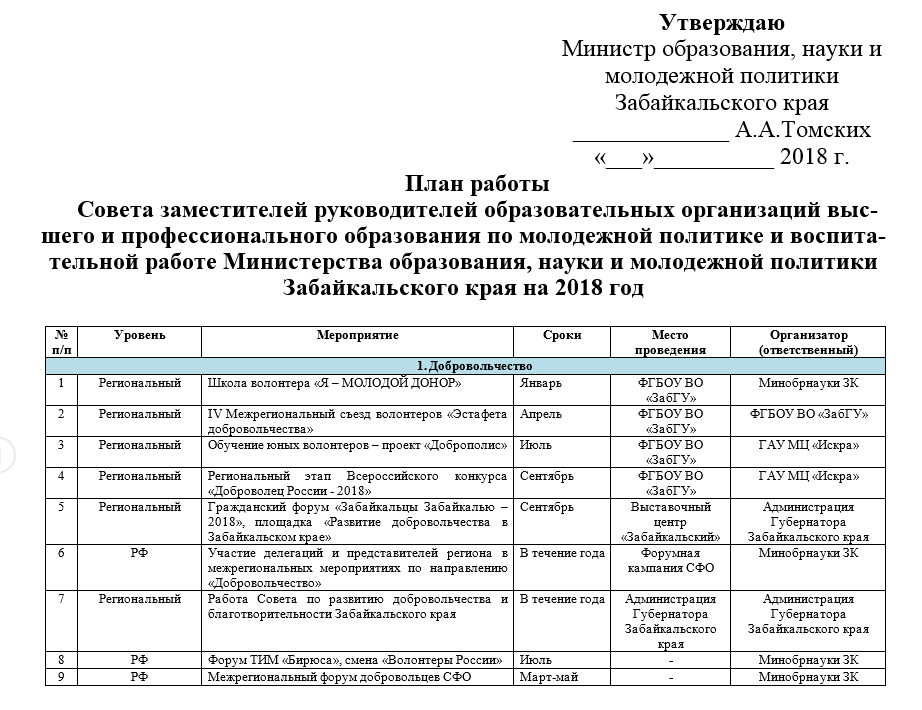 Утверждаю
Министр образования, науки и
молодежной политики
Забайкальского края
_____________ А.А.Томских
«___»__________ 2018 г.
План работы
Совета заместителей руководителей образовательных организаций выс-
шего и профессионального образования по молодежной политике и воспита-
тельной работе Министерства образования, науки и молодежной политики
Забайкальского края на 2018 год
№ п/п Уровень Мероприятие Сроки Место проведения Организатор (ответственный)
1. Добровольчество
1 Региональный Школа волонтера «Я – МОЛОДОЙ ДОНОР» Январь ФГБОУ ВО «ЗабГУ» Минобрнауки ЗК
2 Региональный IV Межрегиональный съезд волонтеров «Эстафета добровольчества» Апрель ФГБОУ ВО «ЗабГУ» ФГБОУ ВО «ЗабГУ»
3 Региональный Обучение юных волонтеров – проект «Доброполис» Июль ФГБОУ ВО «ЗабГУ» ГАУ МЦ «Искра»
4 Региональный Региональный этап Всероссийского конкурса «Доброволец России - 2018» Сентябрь ФГБОУ ВО «ЗабГУ» ГАУ МЦ «Искра»
5 Региональный Гражданский форум «Забайкальцы Забайкалью – 2018», площадка «Развитие добровольчества в Забайкальском крае» Сентябрь Выставочный центр «Забайкальский» Администрация Губернатора Забайкальского края
6 РФ Участие делегаций и представителей региона в межрегиональных мероприятиях по направлению «Добровольчество» В течение года Форумная кампания СФО Минобрнауки ЗК
7 Региональный Работа Совета по развитию добровольчества и благотворительности Забайкальского края В течение года Администрация Губернатора Забайкальского края Администрация Губернатора Забайкальского края
8 РФ Форум ТИМ «Бирюса», смена «Волонтеры России» Июль - Минобрнауки ЗК
9 РФ Межрегиональный форум добровольцев СФО Март-май - Минобрнауки ЗК